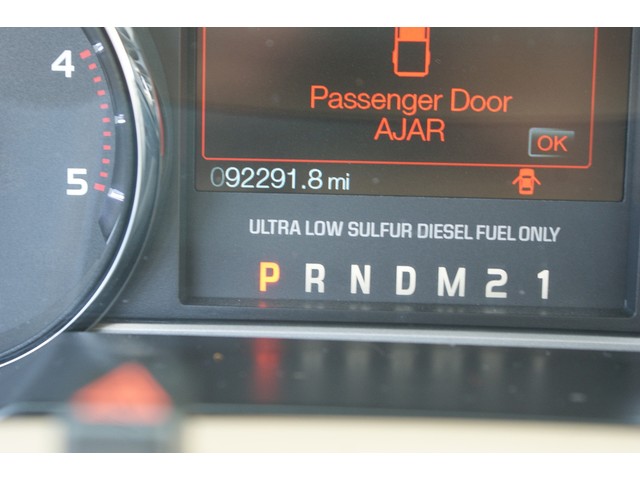 4
5
Passenger Door
AJAR
OK
092291.8 mi
ULTRA LOW SULFUR DIESEL FUEL ONLY
P R N D M 2 1